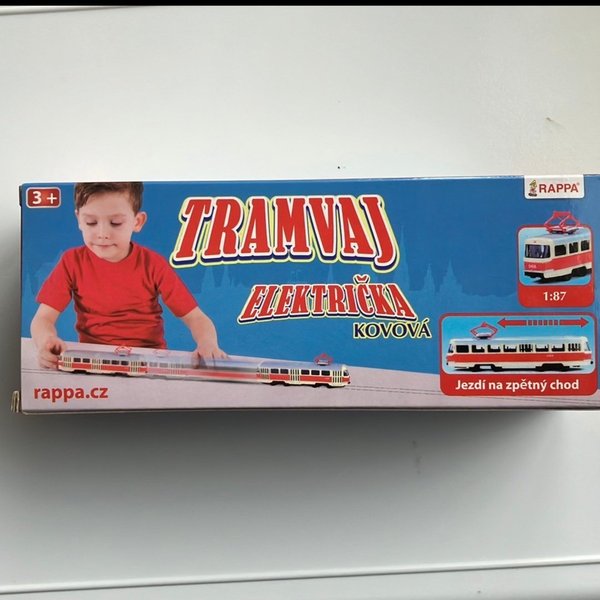 3+
RAPPA®
TRAMVAJ
ELEKTRIČKA
KOVOVÁ
1:87
Jezdí na zpětný chod
rappa.cz